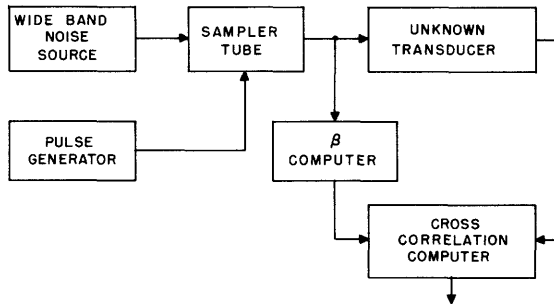 WIDE BAND
NOISE
SOURCE
SAMPLER
TUBE
UNKNOWN
TRANSDUCER
PULSE
GENERATOR
β
COMPUTER
CROSS
CORRELATION
COMPUTER